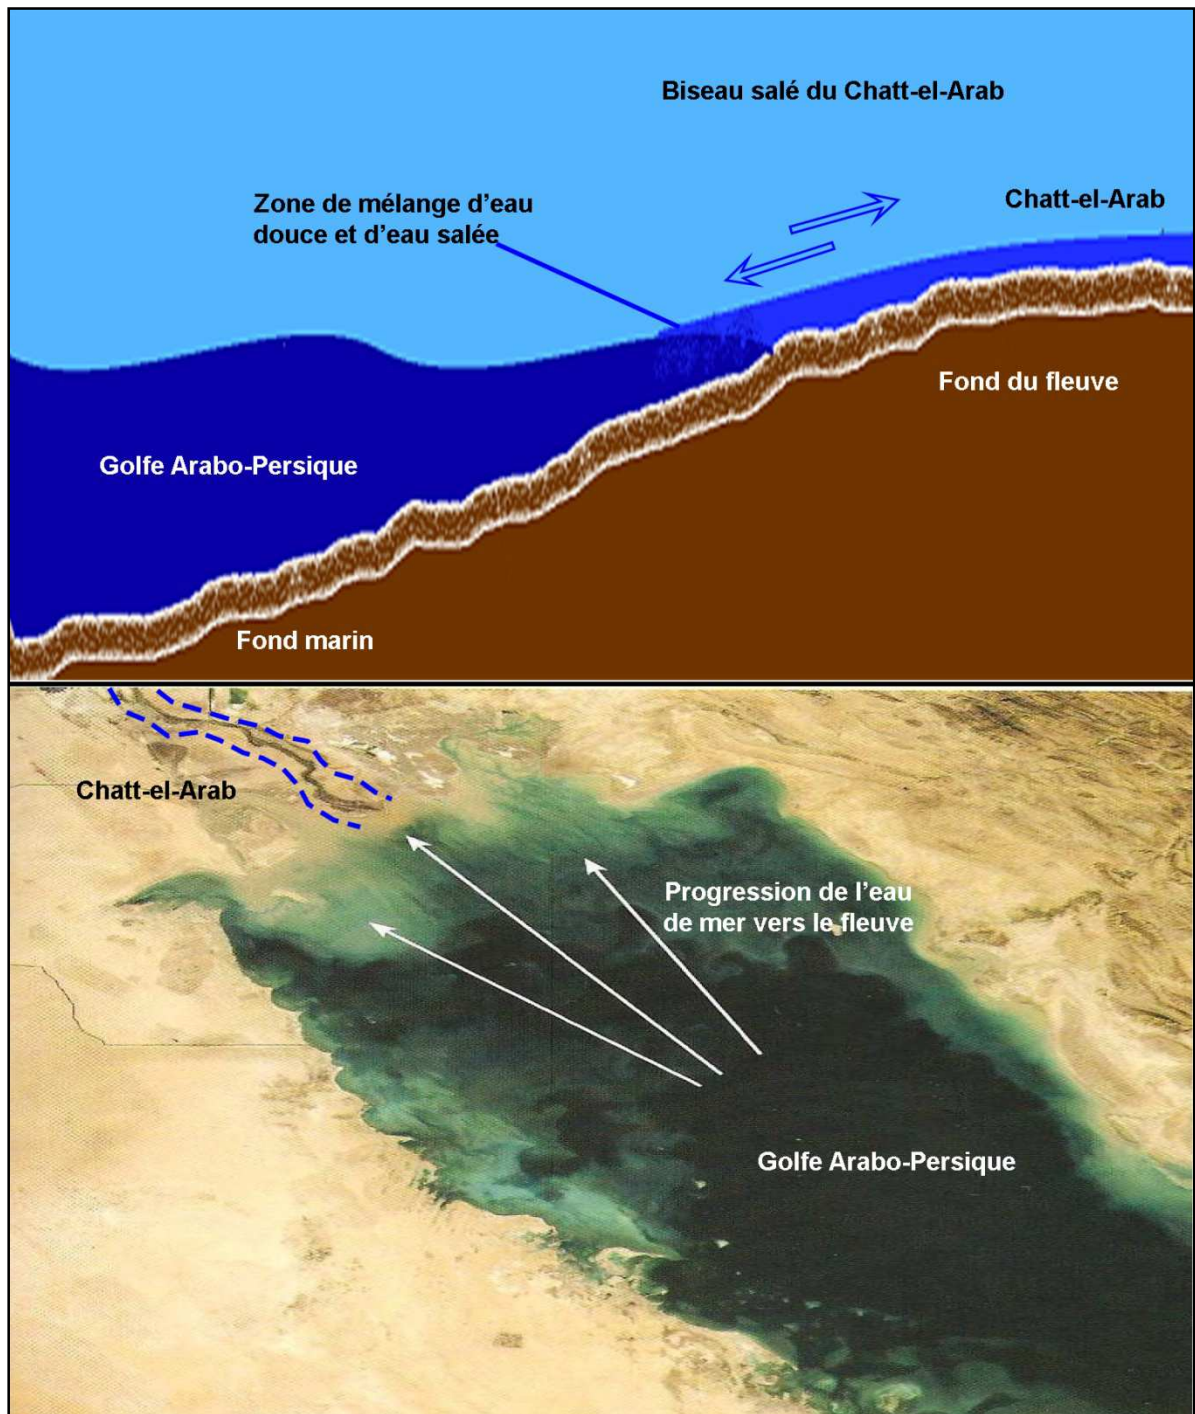 Biseau salé du Chatt-el-Arab
Zone de mélange d’eau
douce et d’eau salée
Chatt-el-Arab
Fond du fleuve
Golfe Arabo-Persique
Fond marin
Chatt-el-Arab
Progression de l’eau
de mer vers le fleuve
Golfe Arabo-Persique